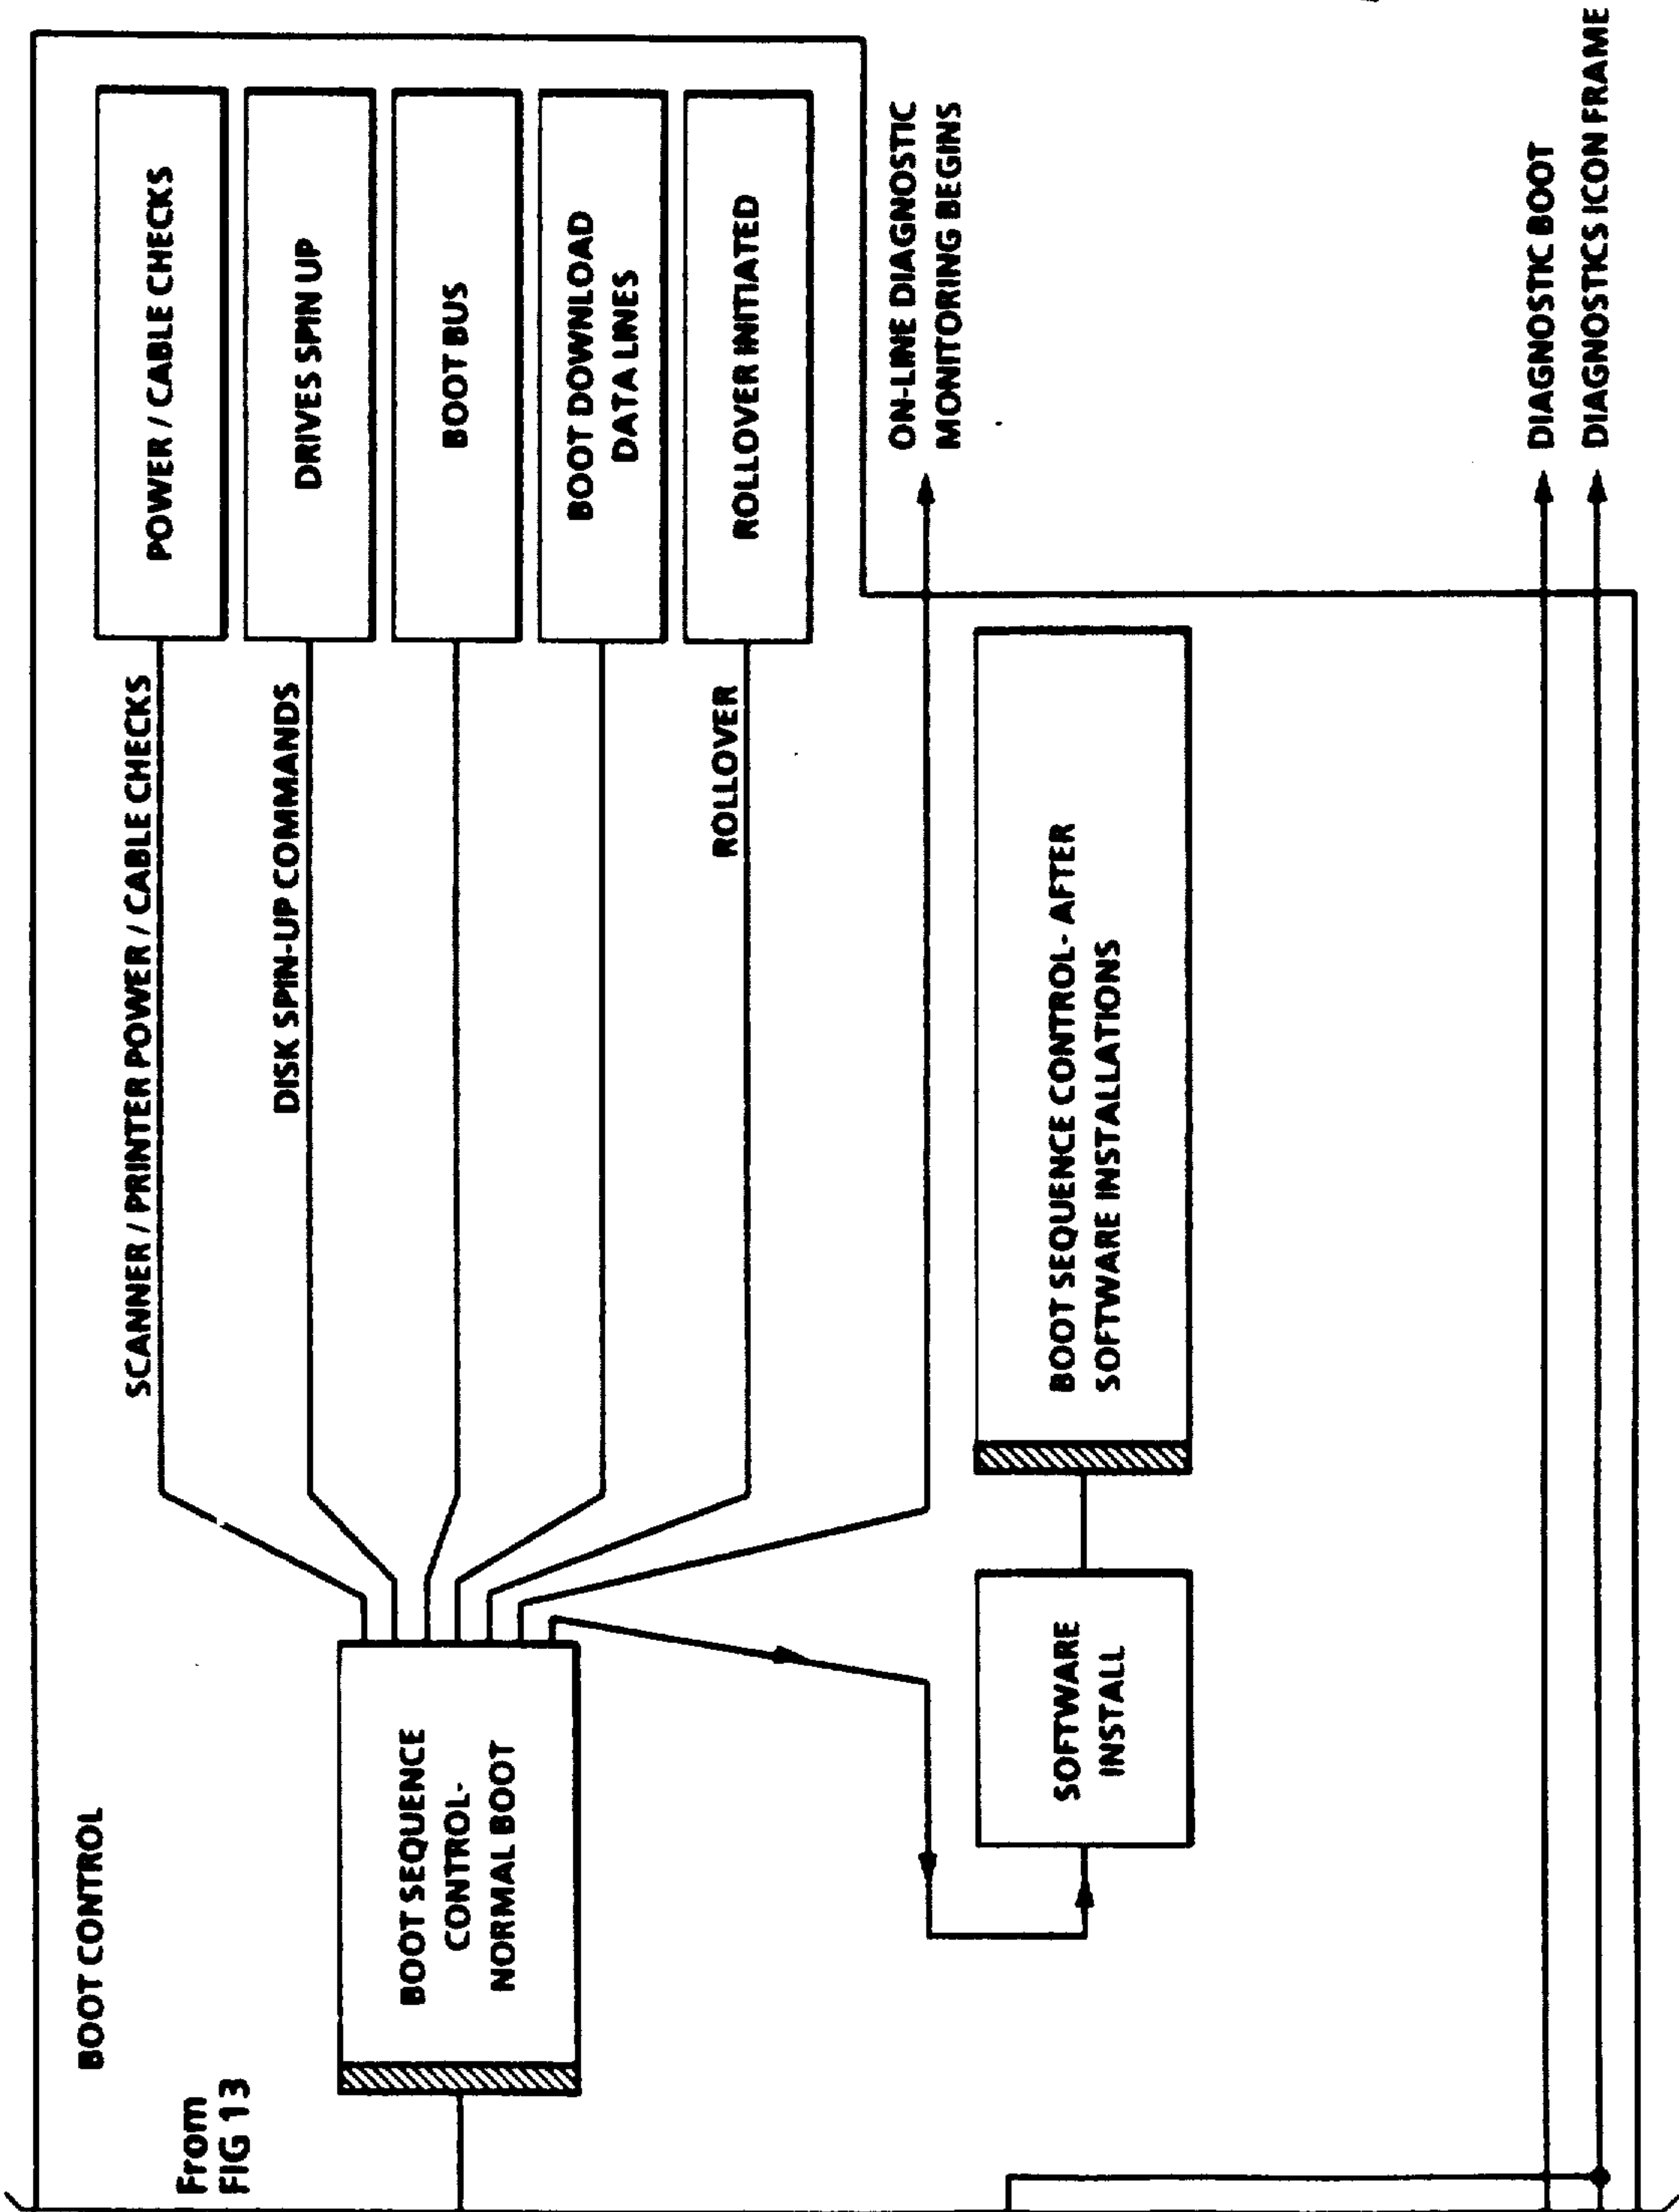 BOOT CONTROL
From
FIG 13
BOOT SEQUENCE
CONTROL-
NORMAL BOOT
SCANNER / PRINTER POWER / CABLE CHECKS
POWER / CABLE CHECKS
DISK SPIN-UP COMMANDS
DRIVES SPIN UP
BOOT BUS
BOOT DOWNLOAD
DATA LINES
ROLLOVER
ROLLOVER INITIATED
ON-LINE DIAGNOSTIC
MONITORING BEGINS
SOFTWARE
INSTALL
BOOT SEQUENCE CONTROL- AFTER
SOFTWARE INSTALLATIONS
DIAGNOSTIC BOOT
DIAGNOSTICS ICON FRAME